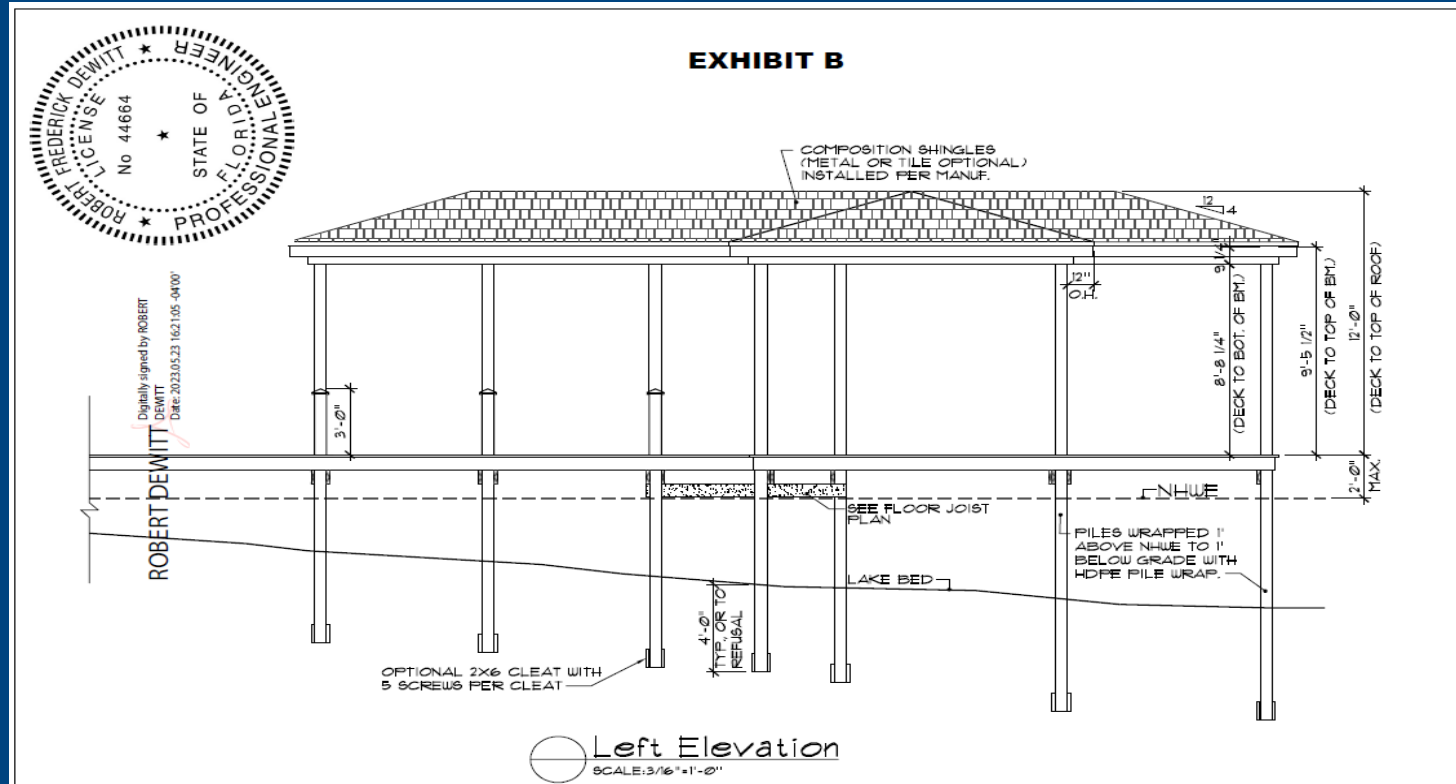 EXHIBIT B
ROBERT FREDERICK DEWITT
LICENSE
No 44664
STATE OF
FLORIDA
PROFESSIONAL ENGINEER
Digitally signed by ROBERT
DEWITT
Date: 2023.05.23 16:21:05 -04'00'
ROBERT DEWITT
COMPOSITION SHINGLES
(METAL OR TILE OPTIONAL)
INSTALLED PER MANUF.
12
4
12"
O.H.
9 1/4"
8'-8 1/4"
(DECK TO BOT. OF BM.)
9'-5 1/2"
(DECK TO TOP OF BM.)
12'-0"
(DECK TO TOP OF ROOF)
3'-0"
2'-0"
MAX.
NHWE
SEE FLOOR JOIST
PLAN
PILES WRAPPED 1'
ABOVE NHWE TO 1'
BELOW GRADE WITH
HDPE PILE WRAP.
LAKE BED
4'-0"
TYP., OR TO
REFUSAL
OPTIONAL 2X6 CLEAT WITH
5 SCREWS PER CLEAT
Left Elevation
SCALE:3/16"=1'-0"